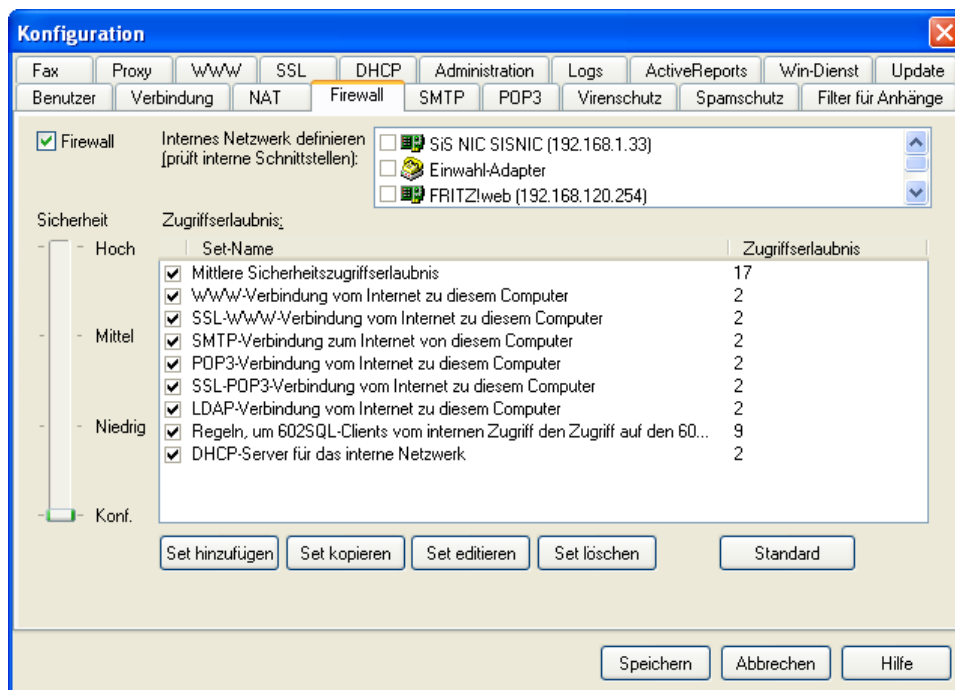 Konfiguration
Fax Proxy WWW SSL DHCP Administration Logs ActiveReports Win-Dienst Update
Benutzer Verbindung NAT Firewall SMTP POP3 Virenschutz Spamschutz Filter für Anhänge
Firewall
Internes Netzwerk definieren
(prüft interne Schnittstellen):
SiS NIC SISNIC (192.168.1.33)
Einwahl-Adapter
FRITZ!web (192.168.120.254)
Sicherheit
Hoch
Mittel
Niedrig
Konf.
Zugriffserlaubnis:
Set-Name Zugriffserlaubnis
Mittlere Sicherheitszugriffserlaubnis 17
WWW-Verbindung vom Internet zu diesem Computer 2
SSL-WWW-Verbindung vom Internet zu diesem Computer 2
SMTP-Verbindung zum Internet von diesem Computer 2
POP3-Verbindung vom Internet zu diesem Computer 2
SSL-POP3-Verbindung vom Internet zu diesem Computer 2
LDAP-Verbindung vom Internet zu diesem Computer 2
Regeln, um 602SQL-Clients vom internen Zugriff den Zugriff auf den 60... 9
DHCP-Server für das interne Netzwerk 2
Set hinzufügen Set kopieren Set editieren Set löschen Standard
Speichern Abbrechen Hilfe